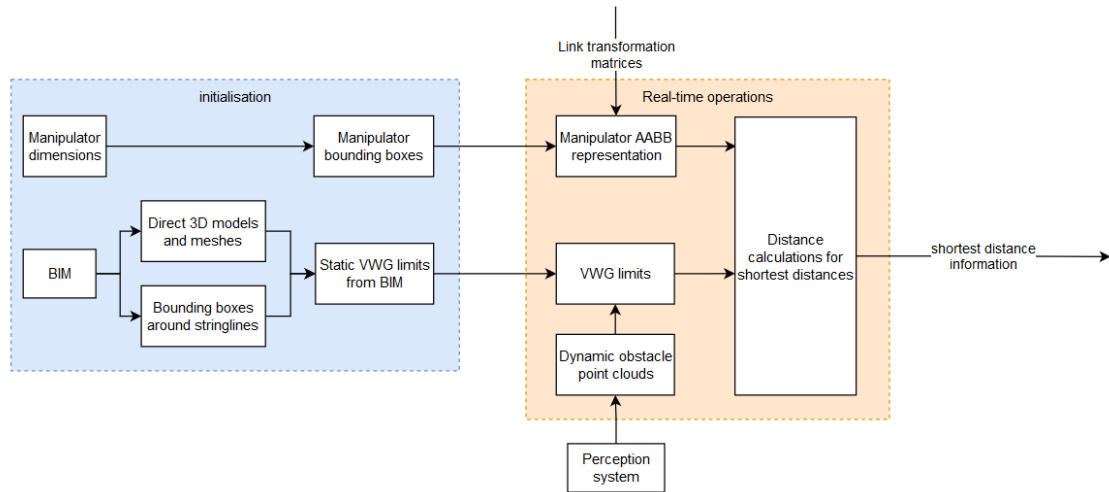 Link transformation
matrices
initialisation
Real-time operations
Manipulator
dimensions
Manipulator
bounding boxes
Manipulator AABB
representation
Direct 3D models
and meshes
BIM
Bounding boxes
around stringlines
Static VWG limits
from BIM
VWG limits
Dynamic obstacle
point clouds
Distance
calculations for
shortest distances
shortest distance
information
Perception
system